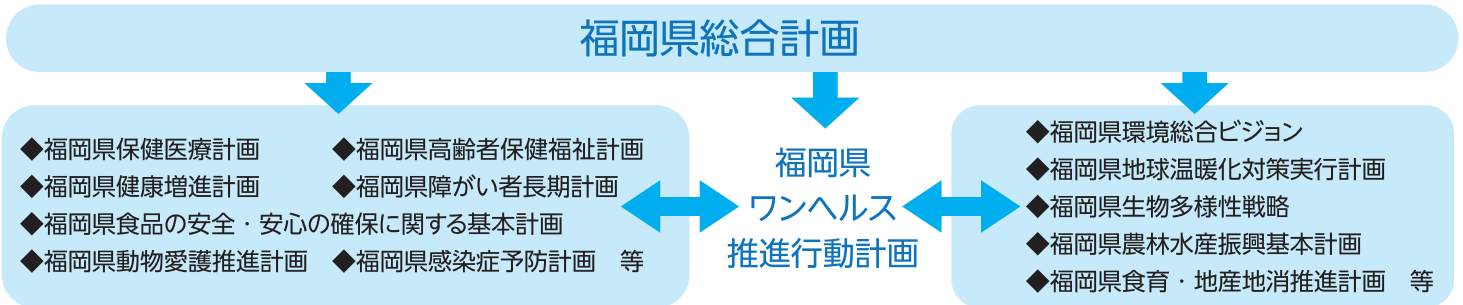 福岡県総合計画
◆福岡県保健医療計画　◆福岡県高齢者保健福祉計画
◆福岡県健康増進計画　◆福岡県障がい者長期計画
◆福岡県食品の安全・安心の確保に関する基本計画
◆福岡県動物愛護推進計画　◆福岡県感染症予防計画　等
福岡県
ワンヘルス
推進行動計画
◆福岡県環境総合ビジョン
◆福岡県地球温暖化対策実行計画
◆福岡県生物多様性戦略
◆福岡県農林水産振興基本計画
◆福岡県食育・地産地消推進計画　等